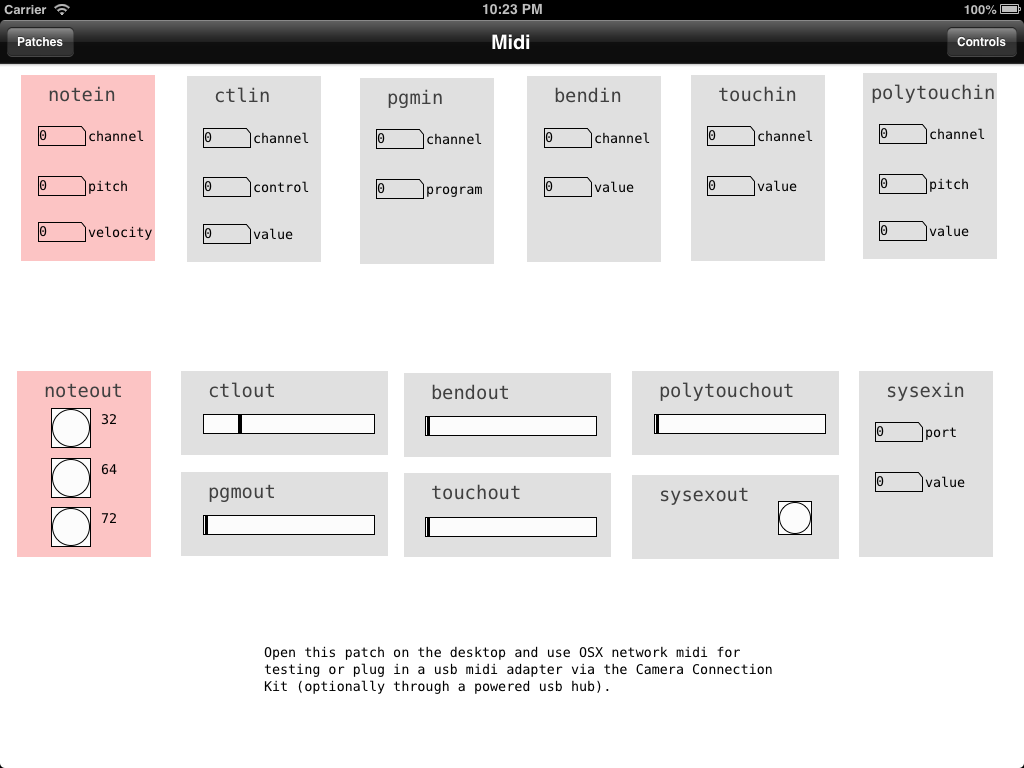 Carrier 10:23 PM 100%
Patches Midi Controls
notein ctlin pgmin bendin touchin polytouchin
0 channel 0 channel 0 channel 0 channel 0 channel 0 channel
0 pitch 0 control 0 program 0 value 0 value 0 pitch
0 velocity 0 value 0 value
noteout ctlout bendout polytouchout sysexin
32
0 port
64
pgmout touchout sysexout 0 value
72
Open this patch on the desktop and use OSX network midi for
testing or plug in a usb midi adapter via the Camera Connection
Kit (optionally through a powered usb hub).